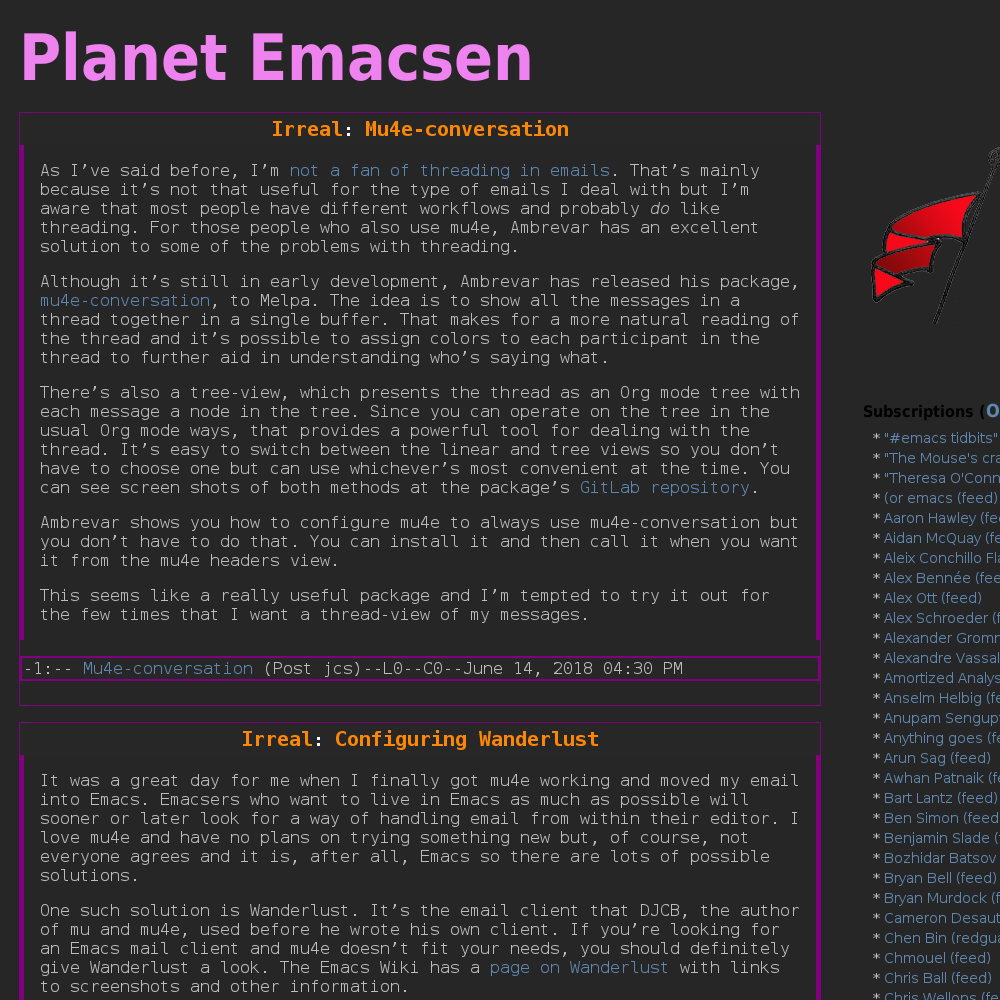 Planet Emacsen
Irreal: Mu4e-conversation
As I’ve said before, I’m not a fan of threading in emails. That’s mainly
because it’s not that useful for the type of emails I deal with but I’m
aware that most people have different workflows and probably do like
threading. For those people who also use mu4e, Ambrevar has an excellent
solution to some of the problems with threading.
Although it’s still in early development, Ambrevar has released his package,
mu4e-conversation, to Melpa. The idea is to show all the messages in a
thread together in a single buffer. That makes for a more natural reading of
the thread and it’s possible to assign colors to each participant in the
thread to further aid in understanding who’s saying what.
There’s also a tree-view, which presents the thread as an Org mode tree with
each message a node in the tree. Since you can operate on the tree in the
usual Org mode ways, that provides a powerful tool for dealing with the
thread. It’s easy to switch between the linear and tree views so you don’t
have to choose one but can use whichever’s most convenient at the time. You
can see screen shots of both methods at the package’s GitLab repository.
Ambrevar shows you how to configure mu4e to always use mu4e-conversation but
you don’t have to do that. You can install it and then call it when you want
it from the mu4e headers view.
This seems like a really useful package and I’m tempted to try it out for
the few times that I want a thread-view of my messages.
-1:-- Mu4e-conversation (Post jcs)--L0--C0--June 14, 2018 04:30 PM
Irreal: Configuring Wanderlust
It was a great day for me when I finally got mu4e working and moved my email
into Emacs. Emacsers who want to live in Emacs as much as possible will
sooner or later look for a way of handling email from within their editor. I
love mu4e and have no plans on trying something new but, of course, not
everyone agrees and it is, after all, Emacs so there are lots of possible
solutions.
One such solution is Wanderlust. It’s the email client that DJCB, the author
of mu and mu4e, used before he wrote his own client. If you’re looking for
an Emacs mail client and mu4e doesn’t fit your needs, you should definitely
give Wanderlust a look. The Emacs Wiki has a page on Wanderlust with links
to screenshots and other information.
Subscriptions (O
* "#emacs tidbits"
* "The Mouse's cra
* "Theresa O'Conn
* (or emacs (feed)
* Aaron Hawley (fe
* Aidan McQuay (fe
* Aleix Conchillo Fla
* Alex Bennée (fee
* Alex Ott (feed)
* Alex Schroeder (f
* Alexander Gromn
* Alexandre Vassal
* Amortized Analys
* Anselm Helbig (fe
* Anupam Sengup
* Anything goes (fe
* Arun Sag (feed)
* Awhan Patnaik (fe
* Bart Lantz (feed)
* Ben Simon (feed
* Benjamin Slade (
* Bozhidar Batsov
* Bryan Bell (feed)
* Bryan Murdock (f
* Cameron Desaut
* Chen Bin (redgua
* Chmouel (feed)
* Chris Ball (feed)
* Chris Wellons (fe